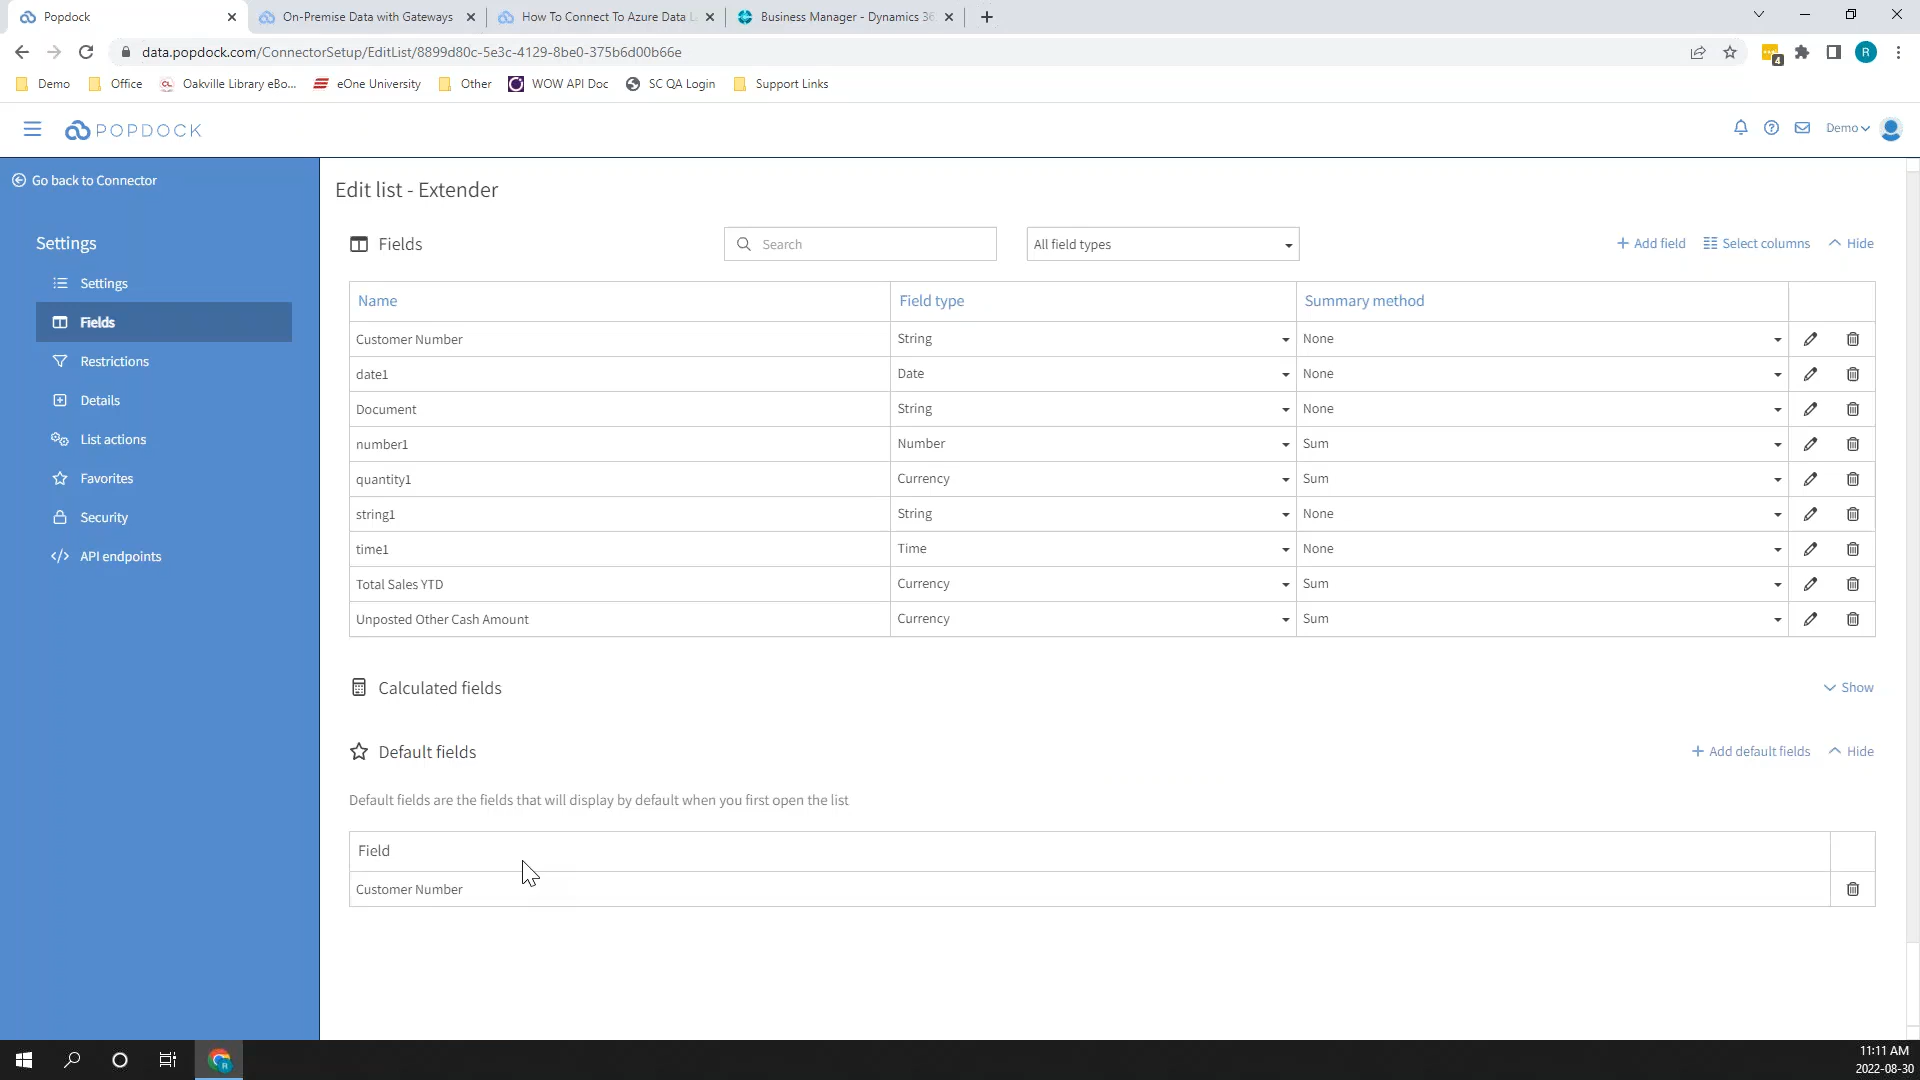 Popdock
On-Premise Data with Gateways
How To Connect To Azure Data L
Business Manager - Dynamics 36
data.popdock.com/ConnectorSetup/EditList/8899d80c-5e3c-4129-8be0-375b6d00b66e
4
R
Demo
Office
CL
Oakville Library eBo...
eOne University
Other
WOW API Doc
SC QA Login
Support Links
POPDOCK
Demo
Go back to Connector
Settings
Settings
Fields
Restrictions
Details
List actions
Favorites
Security
API endpoints
Edit list - Extender
Fields
Search
All field types
+ Add field
Select columns
Hide
Name Field type Summary method
Customer Number String None
date1 Date None
Document String None
number1 Number Sum
quantity1 Currency Sum
string1 String None
time1 Time None
Total Sales YTD Currency Sum
Unposted Other Cash Amount Currency Sum
Calculated fields
Show
Default fields
+ Add default fields
Hide
Default fields are the fields that will display by default when you first open the list
Field
Customer Number
R
11:11 AM
2022-08-30